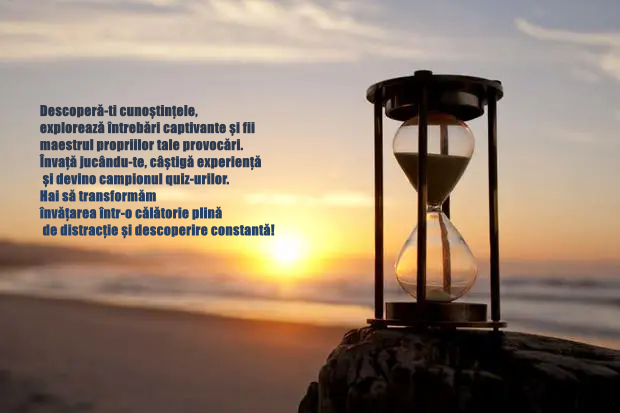 Descoperă-ti cunoștințele,
explorează întrebări captivante și fii
maestrul propriilor tale provocări.
Învață jucându-te, câștigă experiență
și devino campionul quiz-urilor.
Hai să transformăm
învățarea într-o călătorie plină
de distracție și descoperire constantă!